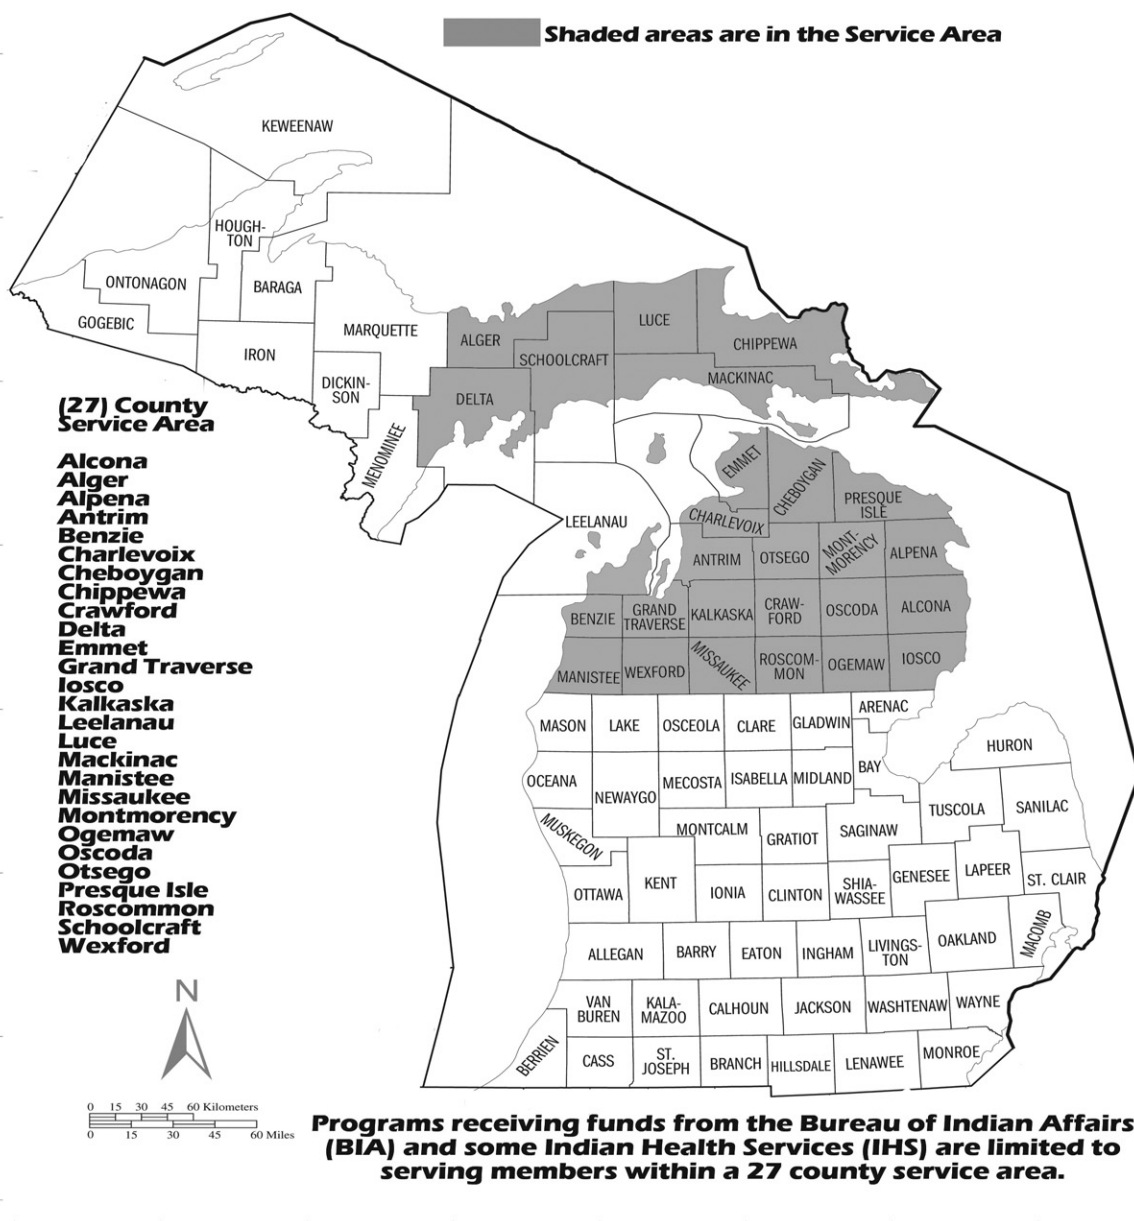 Shaded areas are in the Service Area
KEWEENAW
HOUGH-
TON
ONTONAGON
BARAGA
GOGEBIC
MARQUETTE
IRON
DICKIN-
SON
MENOMINEE
ALGER
LUCE
CHIPPEWA
SCHOOLCRAFT
MACKINAC
DELTA
(27) County
Service Area
Alcona
Alger
Alpena
Antrim
Benzie
Charlevoix
Cheboygan
Chippewa
Crawford
Delta
Emmet
Grand Traverse
Iosco
Kalkaska
Leelanau
Luce
Mackinac
Manistee
Missaukee
Montmorency
Ogemaw
Oscoda
Otsego
Presque Isle
Roscommon
Schoolcraft
Wexford
EMMET
CHEBOYGAN
PRESQUE
ISLE
LEELANAU
CHARLEVOIX
ANTRIM
OTSEGO
MONT-
MORENCY
ALPENA
BENZIE
GRAND
TRAVERSE
KALKASKA
CRAW-
FORD
OSCODA
ALCONA
MANISTEE
WEXFORD
MISSAUKEE
ROSCOM-
MON
OGEMAW
IOSCO
MASON
LAKE
OSCEOLA
CLARE
GLADWIN
ARENAC
HURON
OCEANA
NEWAYGO
MECOSTA
ISABELLA
MIDLAND
BAY
TUSCOLA
SANILAC
MUSKEGON
MONTCALM
GRATIOT
SAGINAW
OTTAWA
KENT
IONIA
CLINTON
SHIA-
WASSEE
GENESEE
LAPEER
ST. CLAIR
ALLEGAN
BARRY
EATON
INGHAM
LIVINGS-
TON
OAKLAND
MACOMB
VAN
BUREN
KALA-
MAZOO
CALHOUN
JACKSON
WASHTENAW
WAYNE
BERRIEN
CASS
ST.
JOSEPH
BRANCH
HILLSDALE
LENAWEE
MONROE
N
0 15 30 45 60 Kilometers
0 15 30 45 60 Miles
Programs receiving funds from the Bureau of Indian Affairs
(BIA) and some Indian Health Services (IHS) are limited to
serving members within a 27 county service area.